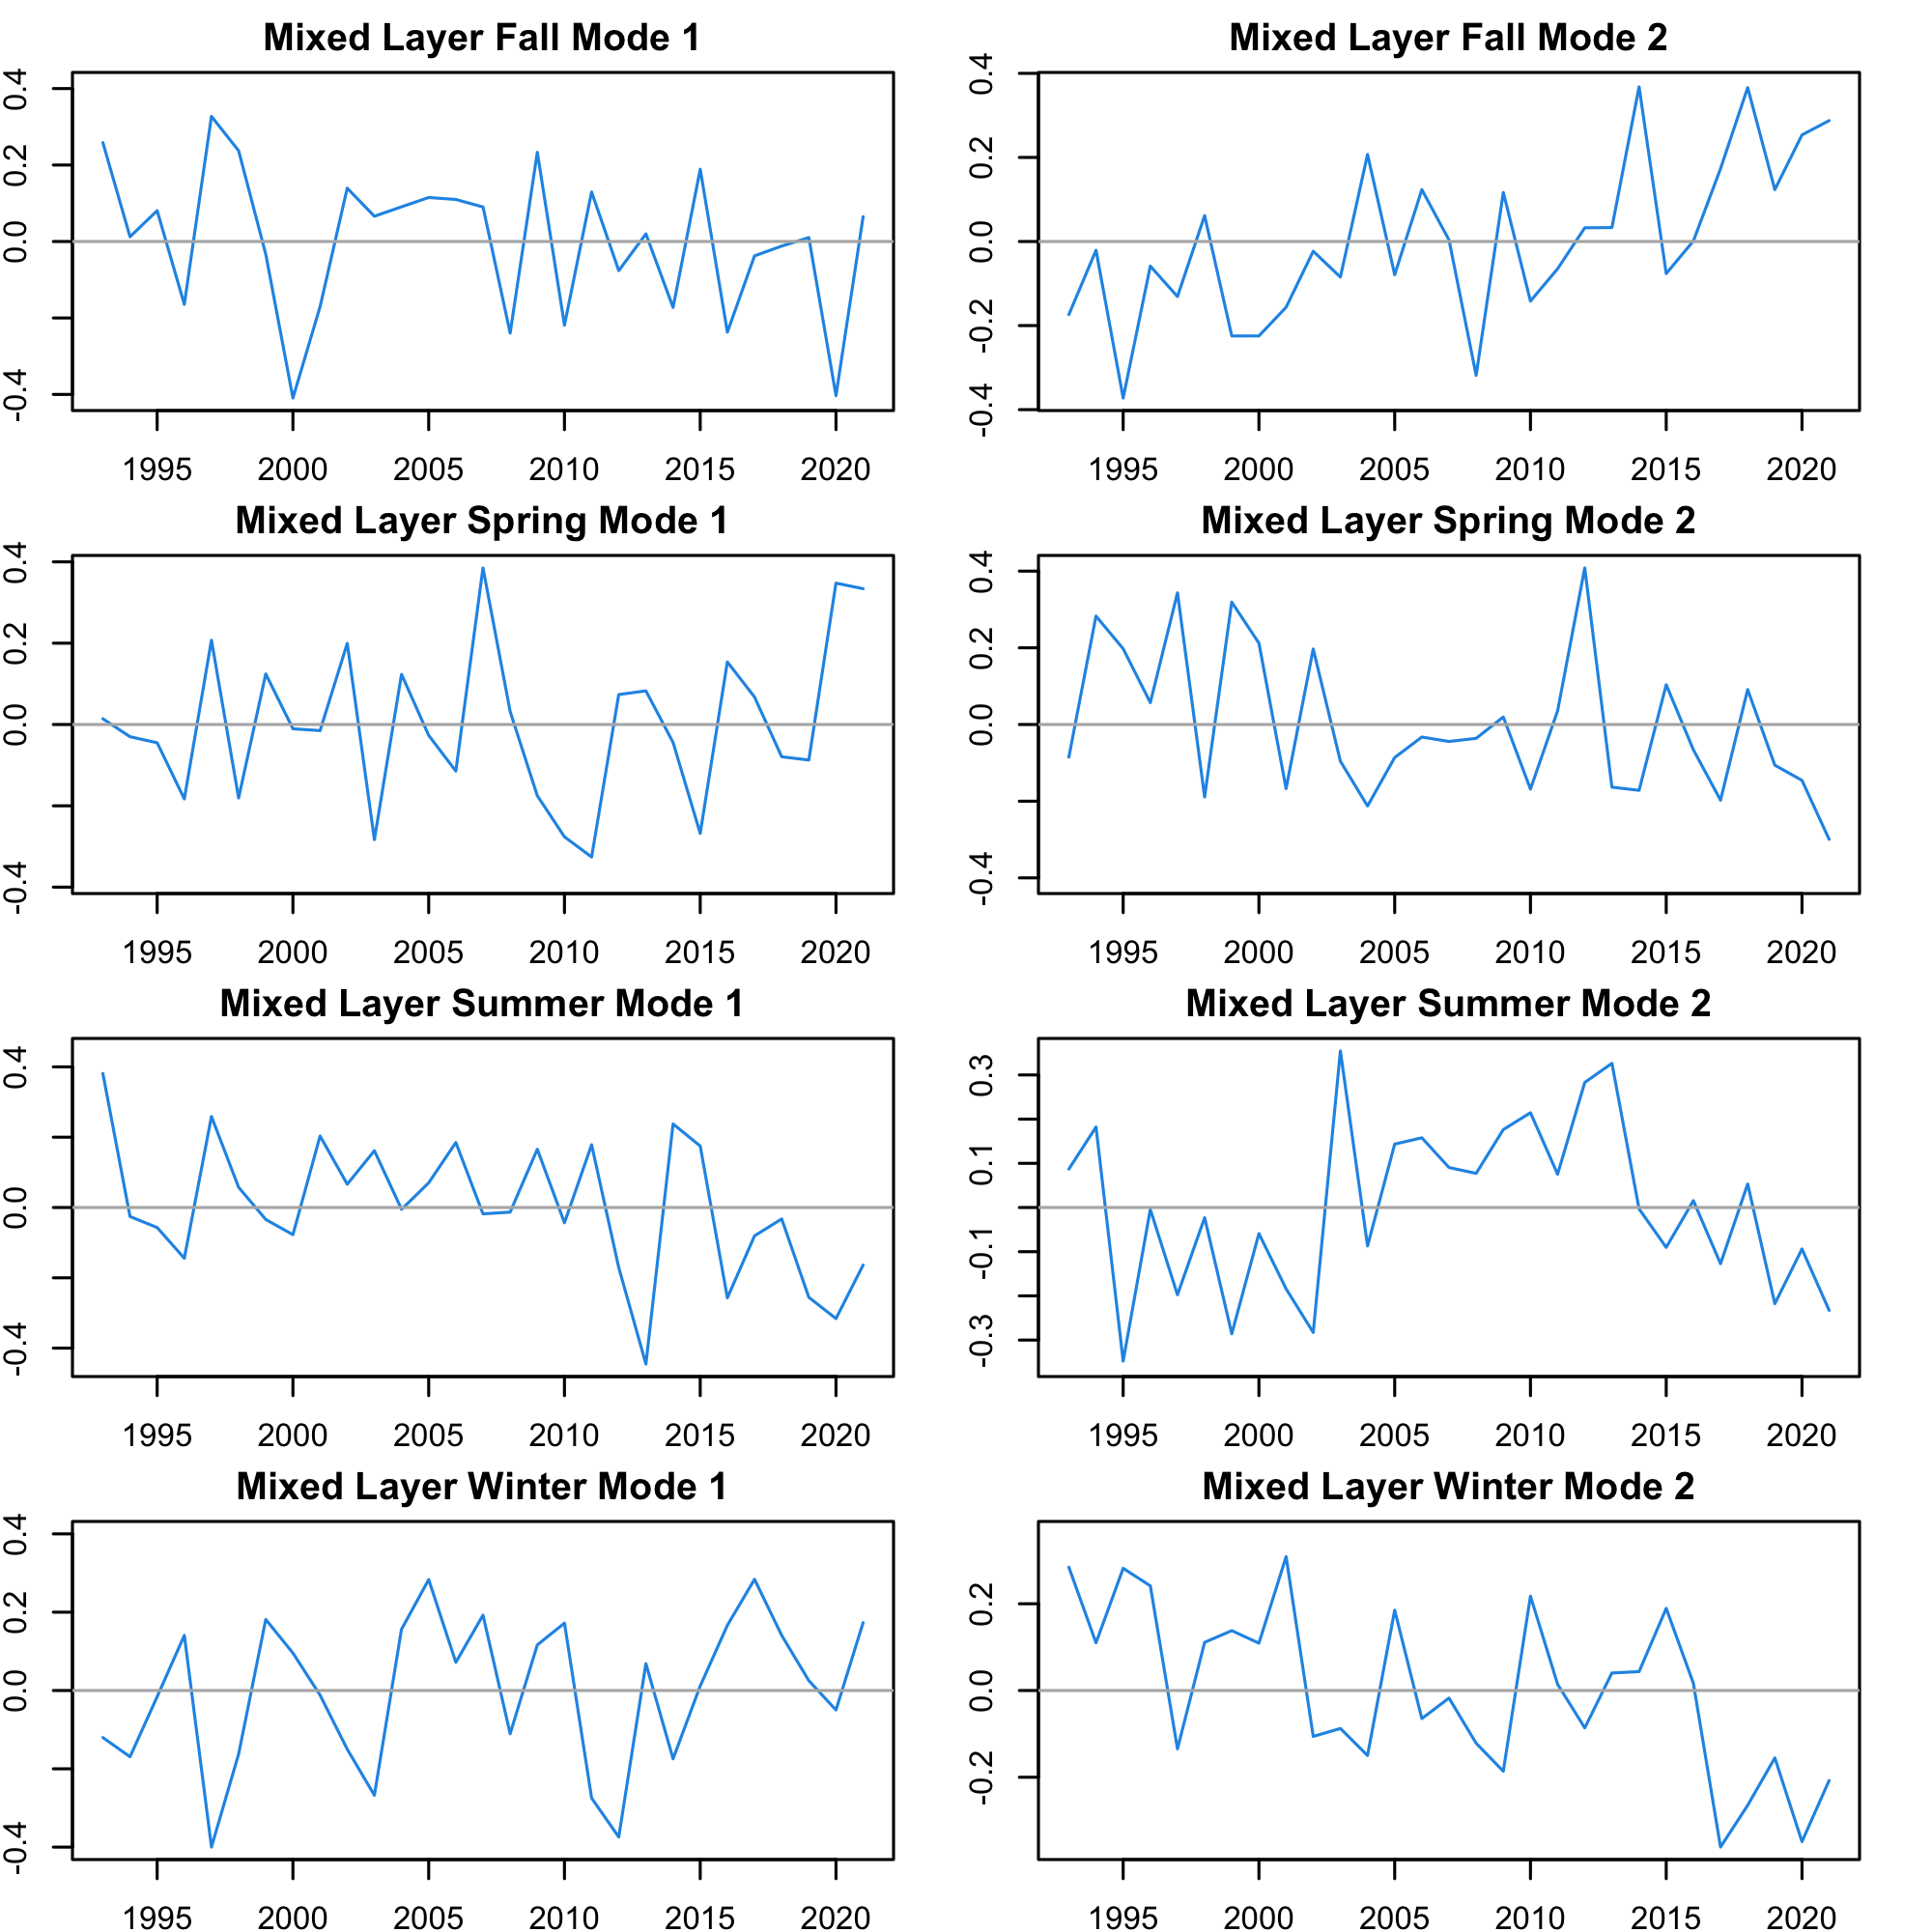 Mixed Layer Fall Mode 1
0.4
0.2
0.0
-0.4
1995 2000 2005 2010 2015 2020
Mixed Layer Fall Mode 2
0.4
0.2
0.0
-0.2
-0.4
1995 2000 2005 2010 2015 2020
Mixed Layer Spring Mode 1
0.4
0.2
0.0
-0.4
1995 2000 2005 2010 2015 2020
Mixed Layer Spring Mode 2
0.4
0.2
0.0
-0.4
1995 2000 2005 2010 2015 2020
Mixed Layer Summer Mode 1
0.4
0.0
-0.4
1995 2000 2005 2010 2015 2020
Mixed Layer Summer Mode 2
0.3
0.1
-0.1
-0.3
1995 2000 2005 2010 2015 2020
Mixed Layer Winter Mode 1
0.4
0.2
0.0
-0.4
1995 2000 2005 2010 2015 2020
Mixed Layer Winter Mode 2
0.2
0.0
-0.2
1995 2000 2005 2010 2015 2020